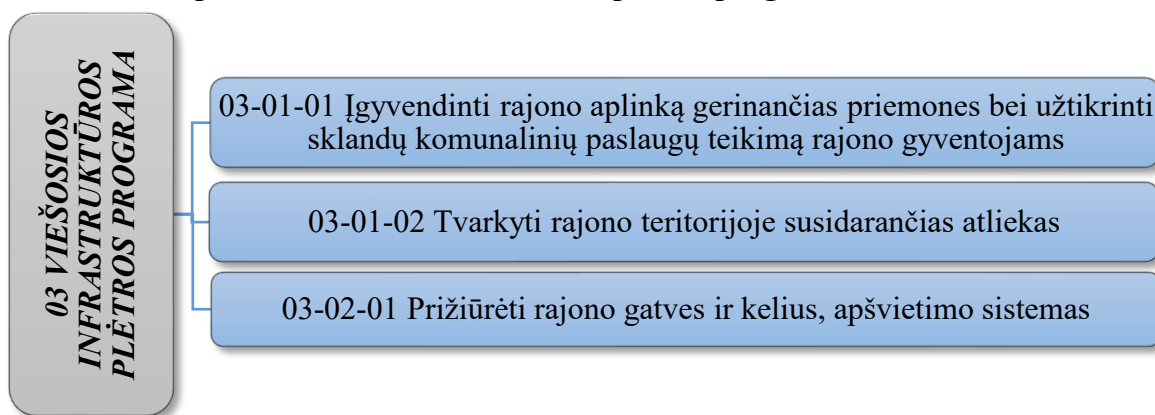 03 VIEŠOSIOS
INFRASTRUKTŪROS
PLĖTROS PROGRAMA
03-01-01 Įgyvendinti rajono aplinką gerinančias priemones bei užtikrinti
sklandų komunalinių paslaugų teikimą rajono gyventojams
03-01-02 Tvarkyti rajono teritorijoje susidarančias atliekas
03-02-01 Prižiūrėti rajono gatves ir kelius, apšvietimo sistemas